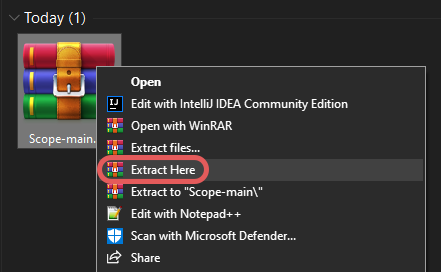 Today (1)
Scope-main.
Open
Edit with IntelliJ IDEA Community Edition
Open with WinRAR
Extract files...
Extract Here
Extract to "Scope-main\"
Edit with Notepad++
Scan with Microsoft Defender...
Share